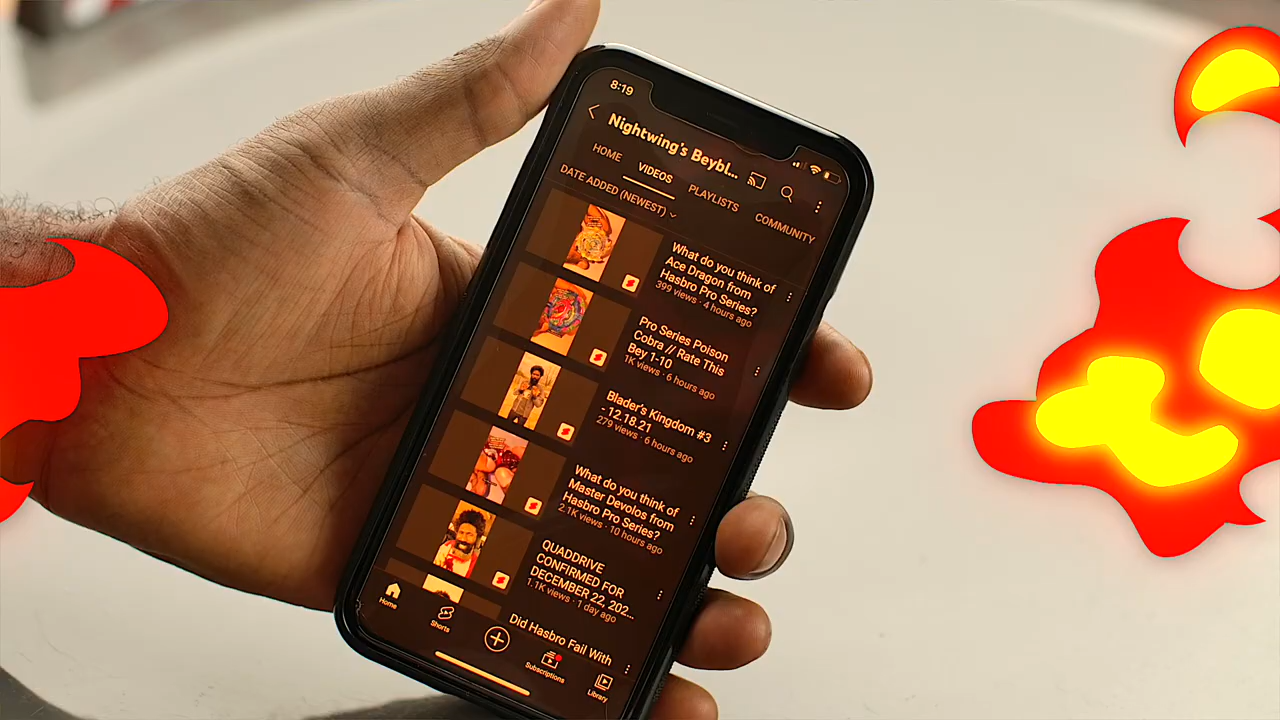 8:19
Nightwing's Beybl...
HOME VIDEOS PLAYLISTS COMMUNITY
DATE ADDED (NEWEST)
What do you think of
Ace Dragon from
Hasbro Pro Series?
399 views · 4 hours ago
Pro Series Poison
Cobra // Rate This
Bey 1-10
1K views · 6 hours ago
Blader's Kingdom #3
- 12.18.21
279 views · 6 hours ago
What do you think of
Master Devolos from
Hasbro Pro Series?
2.1K views · 10 hours ago
QUADDRIVE
CONFIRMED FOR
DECEMBER 22, 202...
1.1K views · 1 day ago
Did Hasbro Fail With
Home
Shorts
Subscriptions
Library